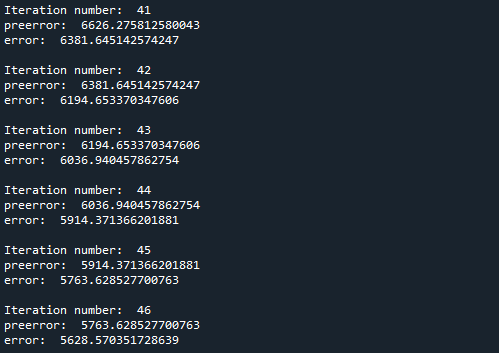 Iteration number:  41
preerror:  6626.275812580043
error:  6381.645142574247
Iteration number:  42
preerror:  6381.645142574247
error:  6194.653370347606
Iteration number:  43
preerror:  6194.653370347606
error:  6036.940457862754
Iteration number:  44
preerror:  6036.940457862754
error:  5914.371366201881
Iteration number:  45
preerror:  5914.371366201881
error:  5763.628527700763
Iteration number:  46
preerror:  5763.628527700763
error:  5628.570351728639